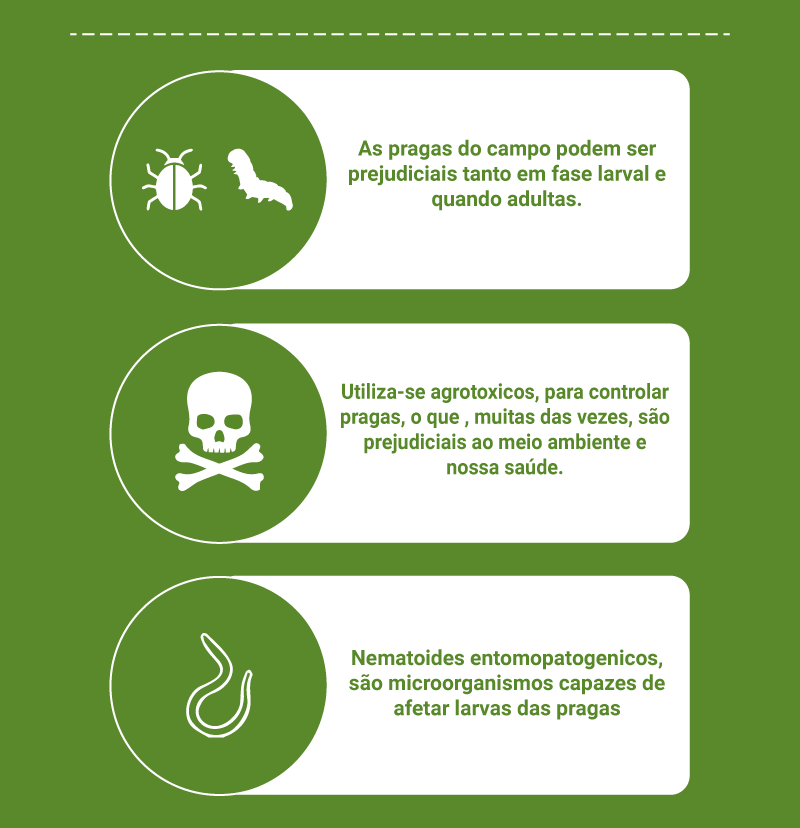 As pragas do campo podem ser
prejudiciais tanto em fase larval e
quando adultas.
Utiliza-se agrotoxicos, para controlar
pragas, o que , muitas das vezes, são
prejudiciais ao meio ambiente e
nossa saúde.
Nematoides entomopatogenicos,
são microorganismos capazes de
afetar larvas das pragas